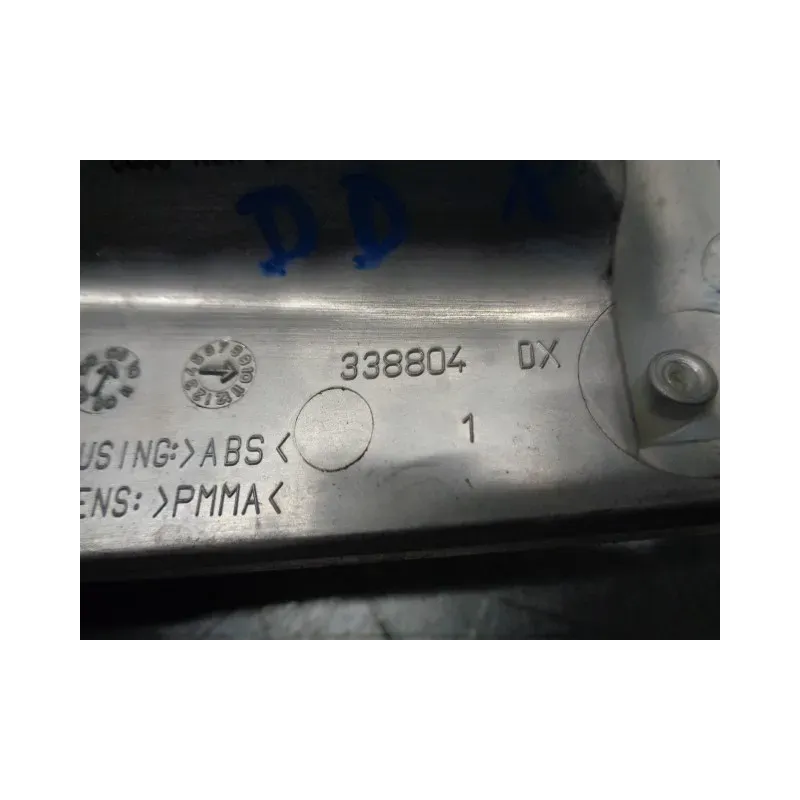 DD
338804 DX
1
USING:>ABS<
ENS:>PMMA<